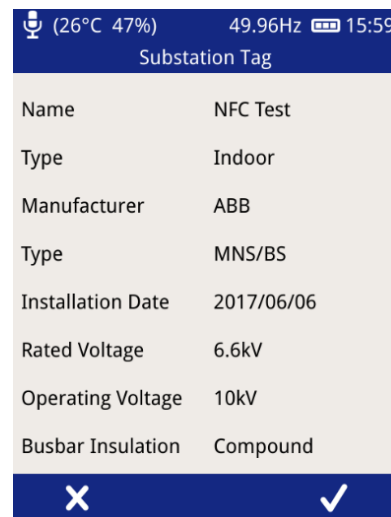 (26°C 47%) 49.96Hz 15:59
Substation Tag
Name NFC Test
Type Indoor
Manufacturer ABB
Type MNS/BS
Installation Date 2017/06/06
Rated Voltage 6.6kV
Operating Voltage 10kV
Busbar Insulation Compound